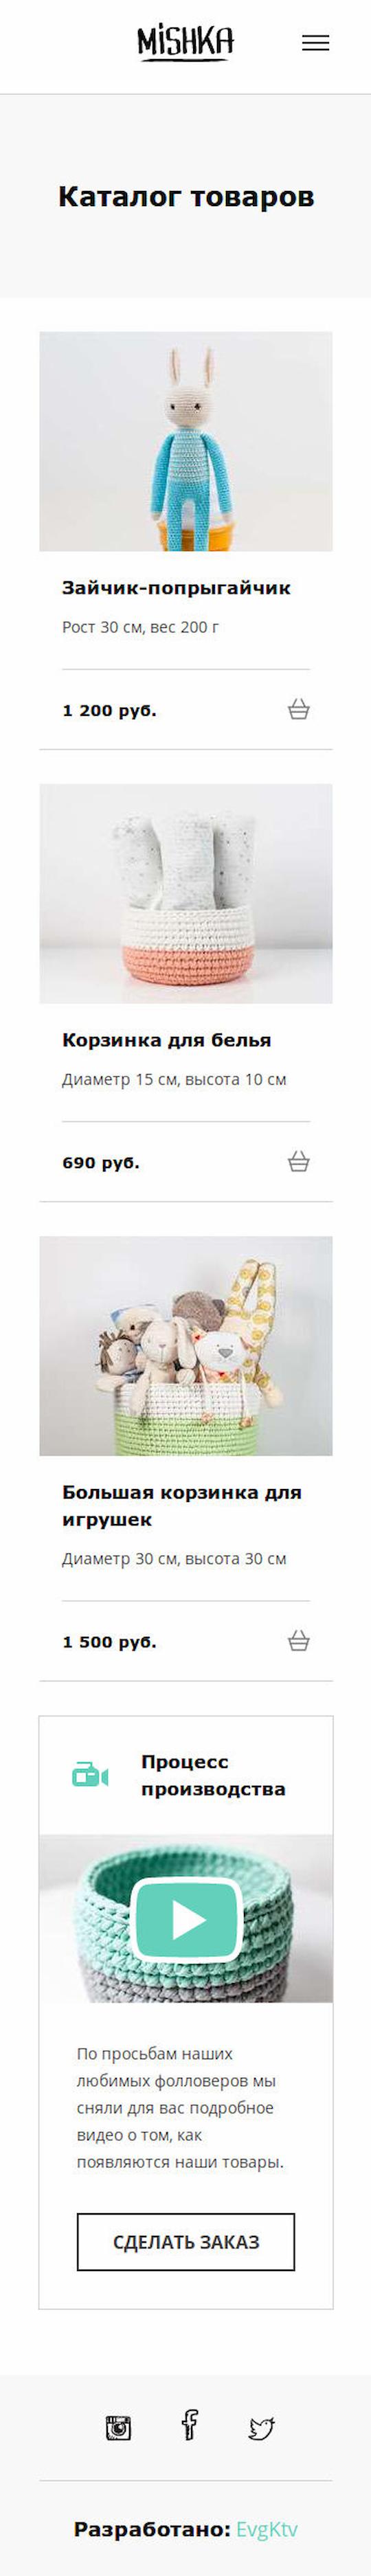 MiSHKA
Каталог товаров
Зайчик-попрыгайчик
Рост 30 см, вес 200 г
1 200 руб.
Корзинка для белья
Диаметр 15 см, высота 10 см
690 руб.
Большая корзинка для
игрушек
Диаметр 30 см, высота 30 см
1 500 руб.
Процесс
производства
По просьбам наших
любимых фолловеров мы
сняли для вас подробное
видео о том, как
появляются наши товары.
СДЕЛАТЬ ЗАКАЗ
Разработано: EvgKtv